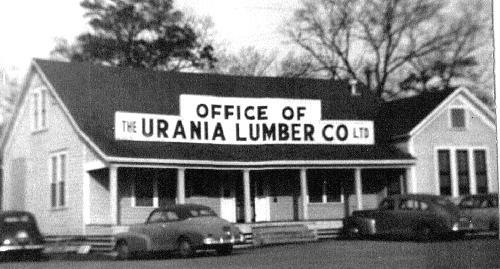 OFFICE OF
THE URANIA LUMBER CO LTD